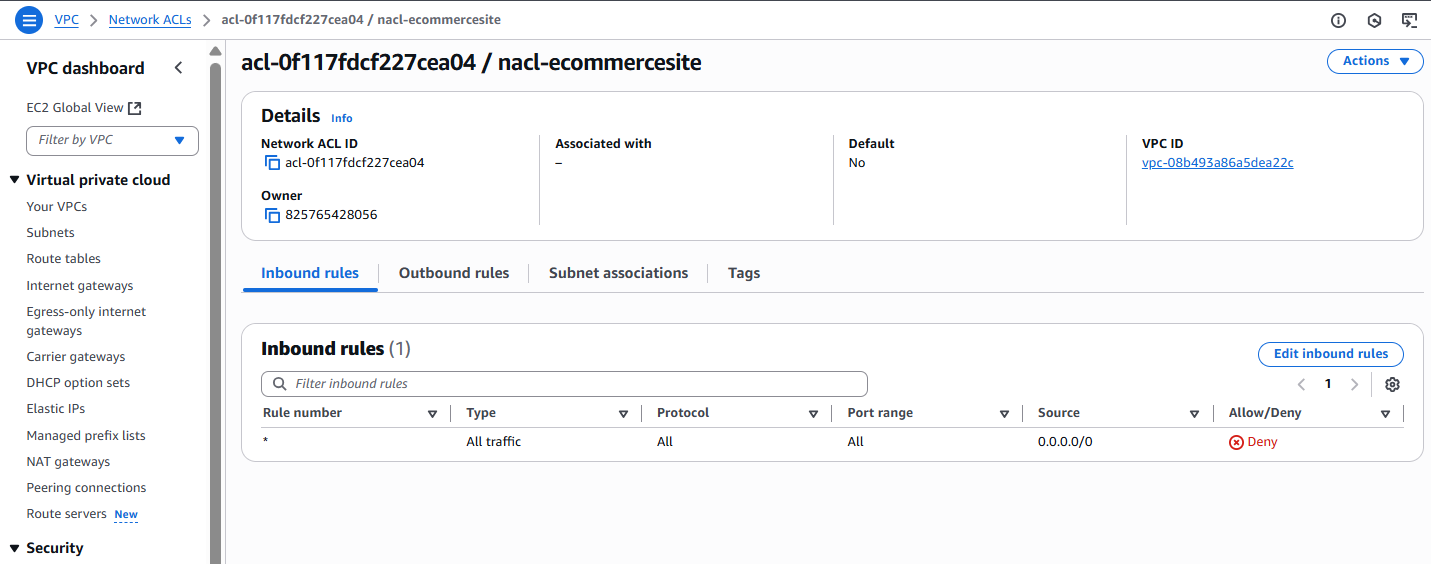 VPC > Network ACLs > acl-0f117fdcf227cea04 / nacl-ecommercesite
VPC dashboard
EC2 Global View
Filter by VPC
Virtual private cloud
Your VPCs
Subnets
Route tables
Internet gateways
Egress-only internet
gateways
Carrier gateways
DHCP option sets
Elastic IPs
Managed prefix lists
NAT gateways
Peering connections
Route servers New
Security
acl-0f117fdcf227cea04 / nacl-ecommercesite
Actions
Details Info
Network ACL ID
acl-0f117fdcf227cea04
Associated with
–
Default
No
VPC ID
vpc-08b493a86a5dea22c
Owner
825765428056
Inbound rules Outbound rules Subnet associations Tags
Inbound rules (1)
Edit inbound rules
Filter inbound rules
1
Rule number Type Protocol Port range Source Allow/Deny
* All traffic All All 0.0.0.0/0 Deny